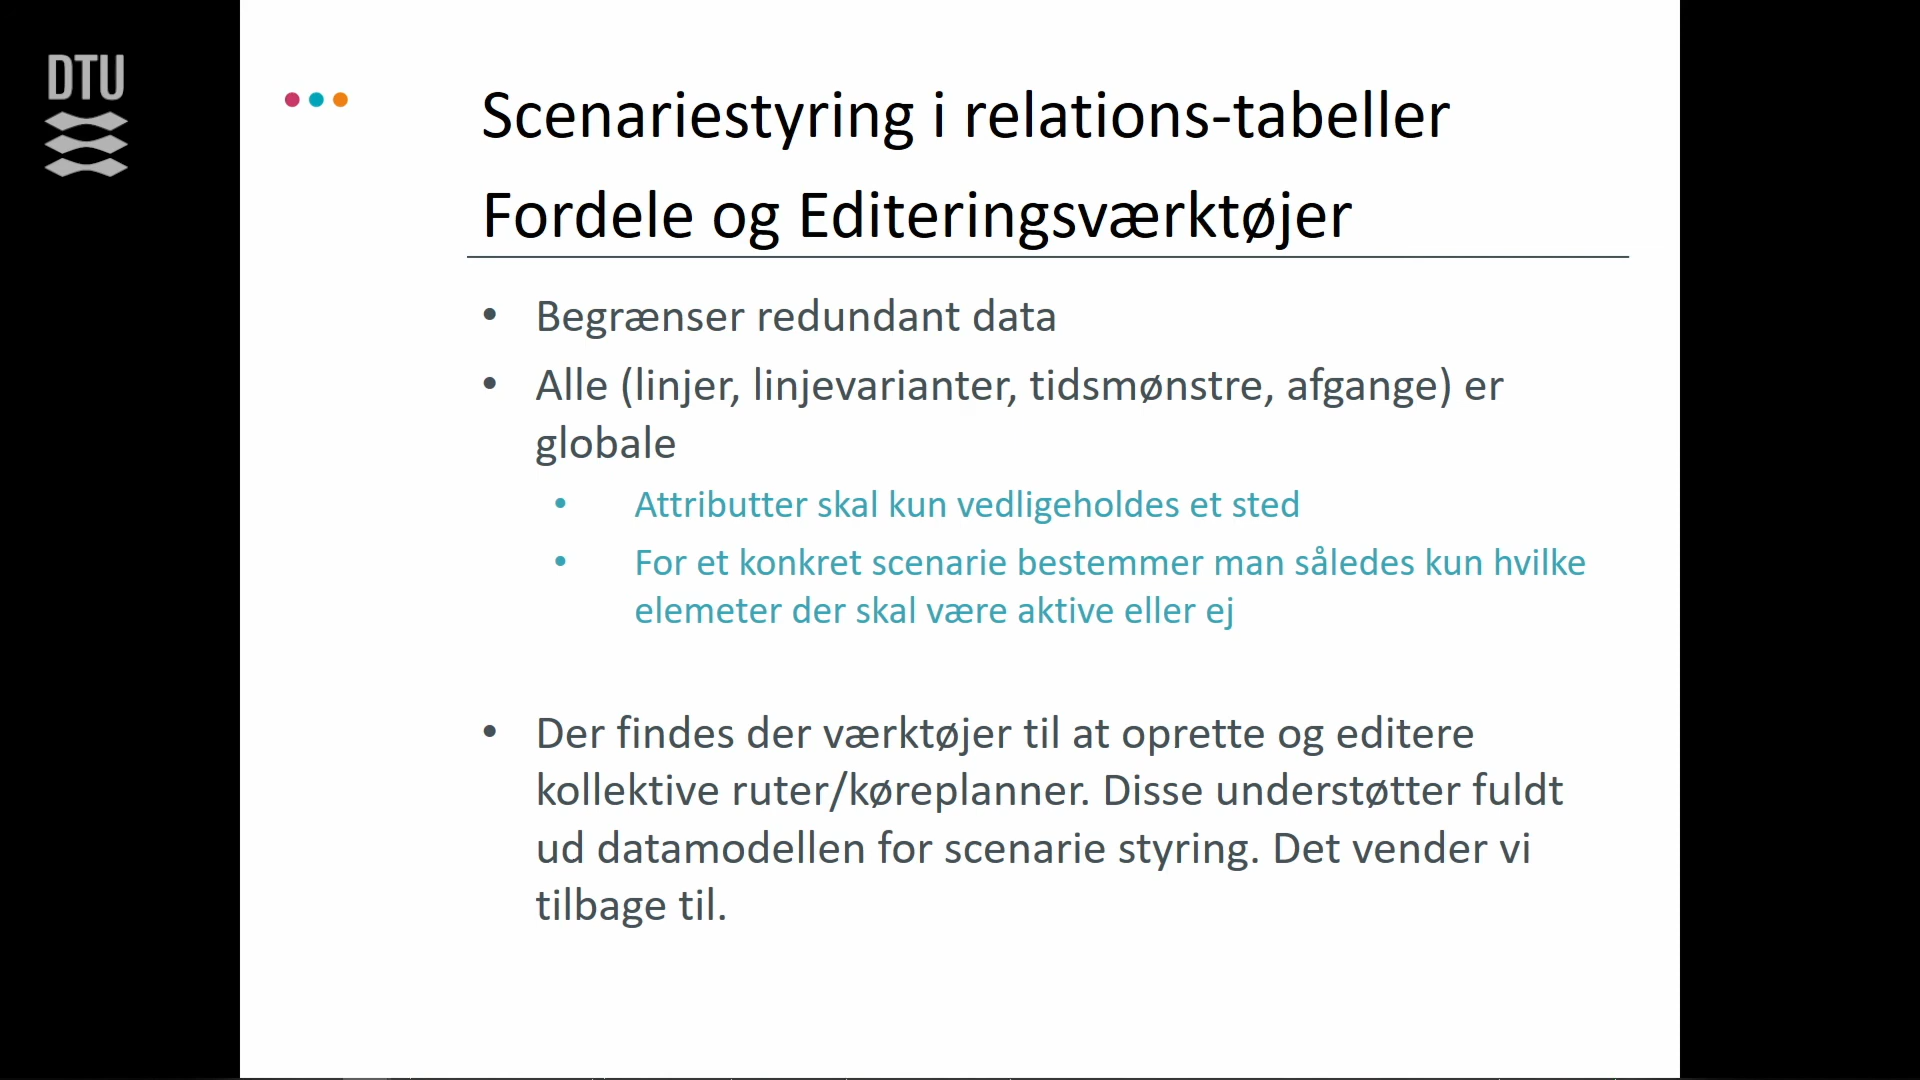 DTU
Scenariestyring i relations-tabeller
Fordele og Editeringsværktøjer
• Begrænser redundant data
• Alle (linjer, linjevarianter, tidsmønstre, afgange) er
globale
• Attributter skal kun vedligeholdes et sted
• For et konkret scenarie bestemmer man således kun hvilke
elemeter der skal være aktive eller ej
• Der findes der værktøjer til at oprette og editere
kollektive ruter/køreplanner. Disse understøtter fuldt
ud datamodellen for scenarie styring. Det vender vi
tilbage til.